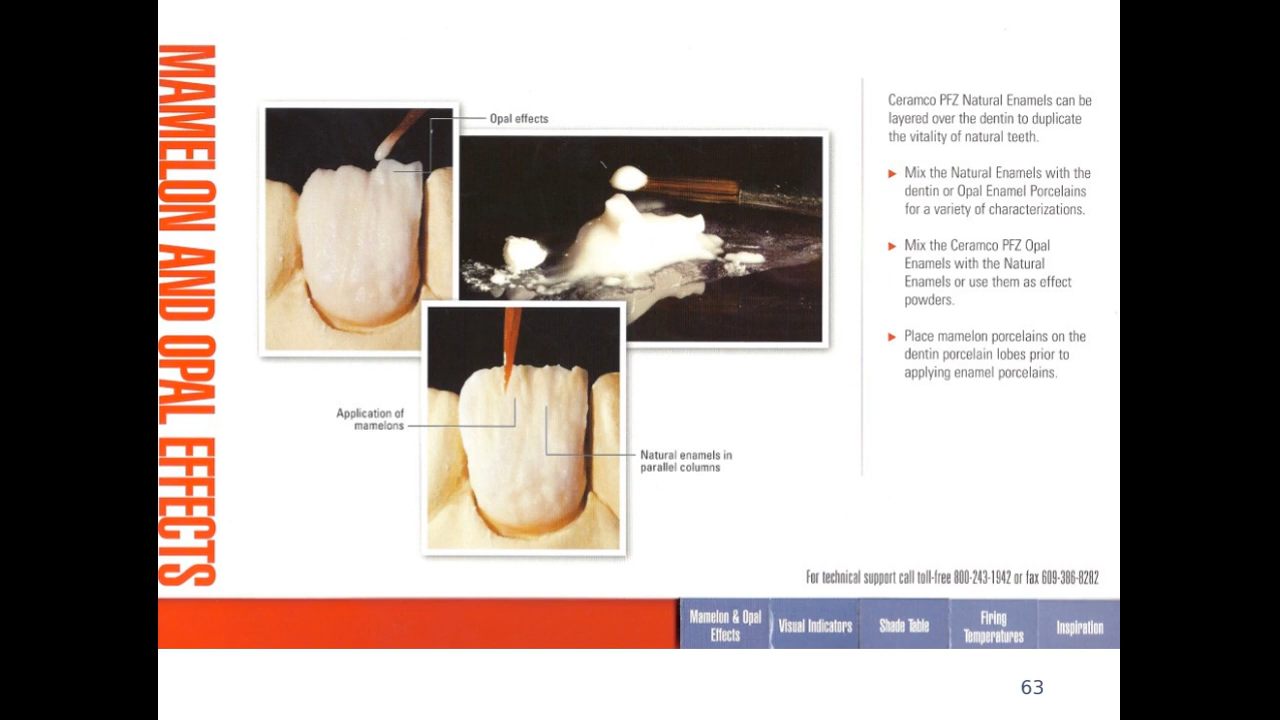 MAMELON AND OPAL EFFECTS
Opal effects
Application of
mamelons
Natural enamels in
parallel columns
Ceramco PFZ Natural Enamels can be
layered over the dentin to duplicate
the vitality of natural teeth.
Mix the Natural Enamels with the
dentin or Opal Enamel Porcelains
for a variety of characterizations.
Mix the Ceramco PFZ Opal
Enamels with the Natural
Enamels or use them as effect
powders.
Place mamelon porcelains on the
dentin porcelain lobes prior to
applying enamel porcelains.
For technical support call toll-free 800-243-1942 or fax 609-386-8282
Mamelon & Opal
Effects
Visual Indicators
Shade Table
Firing
Temperatures
Inspiration
63